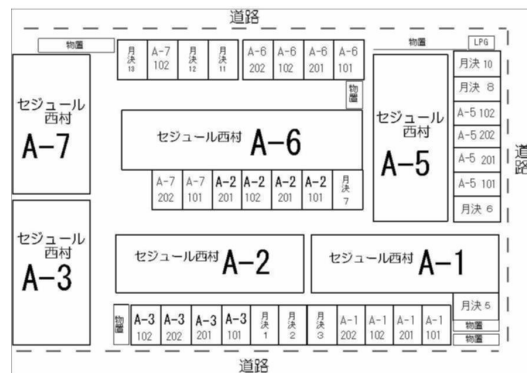 道路
物置
物置
LPG
月決
13
A-7
102
月決
12
月決
11
A-6
202
A-6
102
A-6
201
A-6
101
物置
月決 10
月決 8
A-5 102
A-5 202
A-5 201
A-5 101
月決 6
道路
セジュール
西村
A-7
セジュール西村 A-6
セジュール
西村
A-5
A-7
202
A-7
101
A-2
201
A-2
102
A-2
202
A-2
101
月決
7
セジュール
西村
A-3
セジュール西村 A-2
セジュール西村 A-1
月決 5
物置
物置
物置
A-3
102
A-3
202
A-3
201
A-3
101
月決
1
月決
2
月決
3
A-1
202
A-1
102
A-1
201
A-1
101
道路